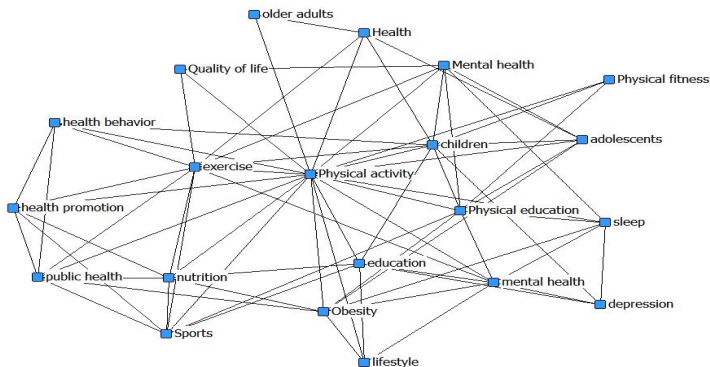 older adults
Health
Mental health
Quality of life
Physical fitness
health behavior
children
adolescents
exercise
Physical activity
health promotion
Physical education
sleep
education
public health
nutrition
mental health
depression
Obesity
Sports
lifestyle